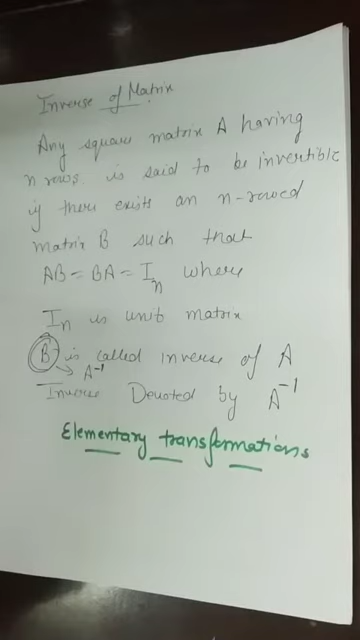 Inverse of Matrix
Any square matrix A having
n rows is said to be invertible
if there exists an n-rowed
matrix B such that
AB = BA = Iₙ where
Iₙ is unit matrix
B is called inverse of A
→ A⁻¹
Inverse Denoted by A⁻¹
Elementary transformations